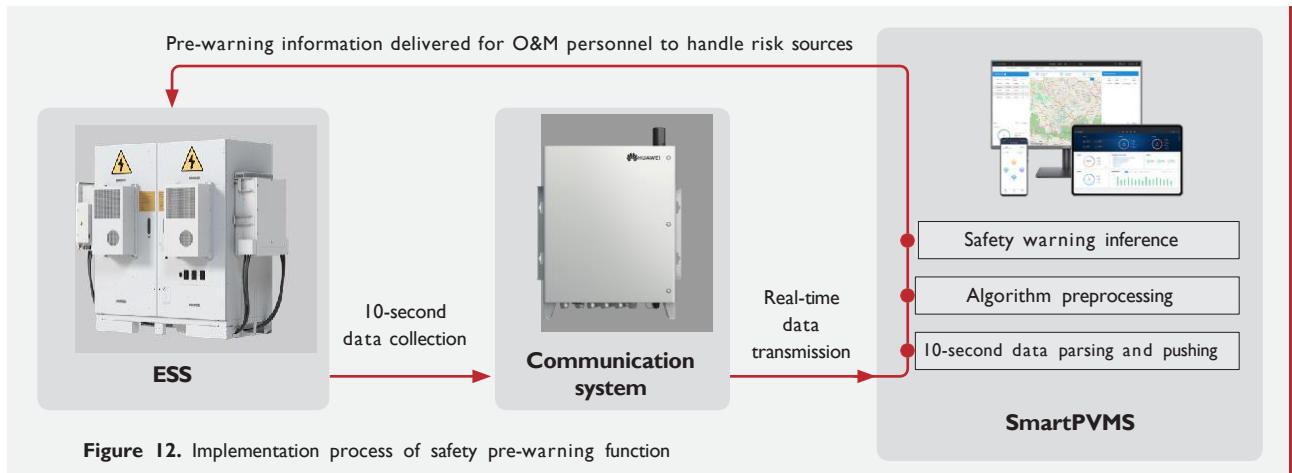 Pre-warning information delivered for O&M personnel to handle risk sources
HUAWEI
Safety warning inference
Algorithm preprocessing
10-second data parsing and pushing
10-second
data collection
Real-time
data
transmission
ESS
Communication
system
SmartPVMS
Figure 12. Implementation process of safety pre-warning function